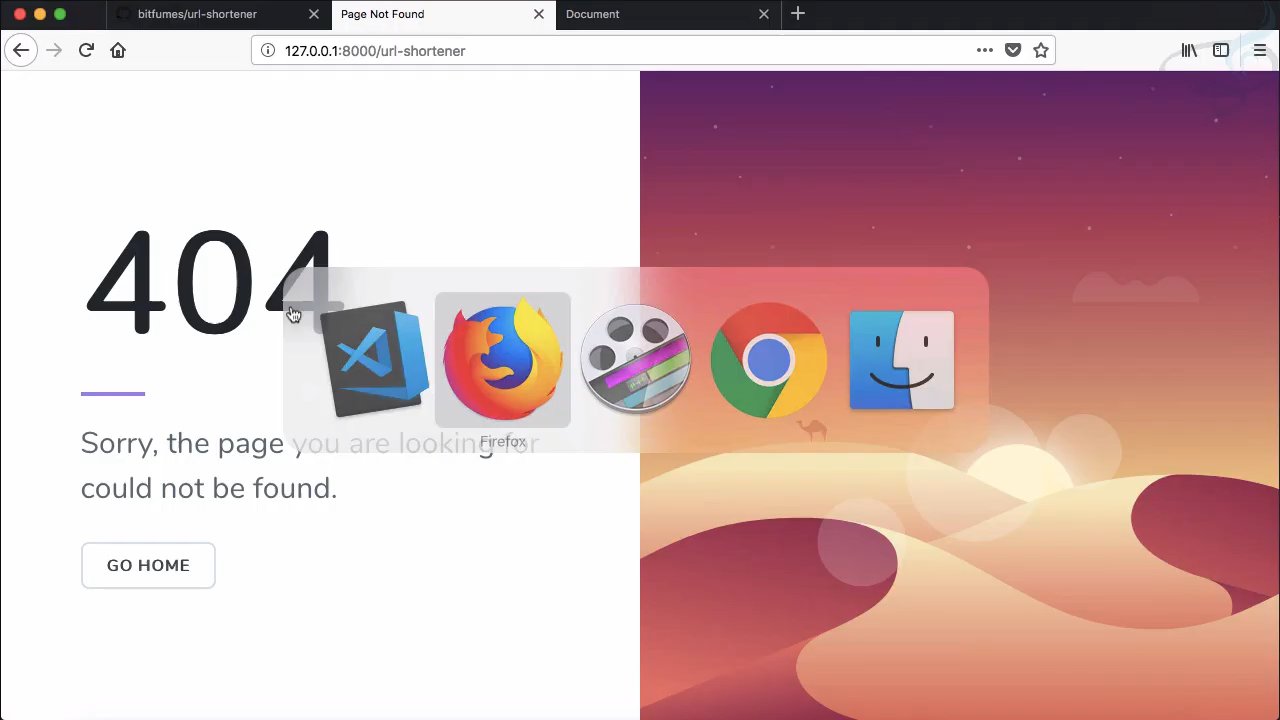 bitfumes/url-shortener
Page Not Found
Document
127.0.0.1:8000/url-shortener
404
Firefox
Sorry, the page you are looking for
could not be found.
GO HOME